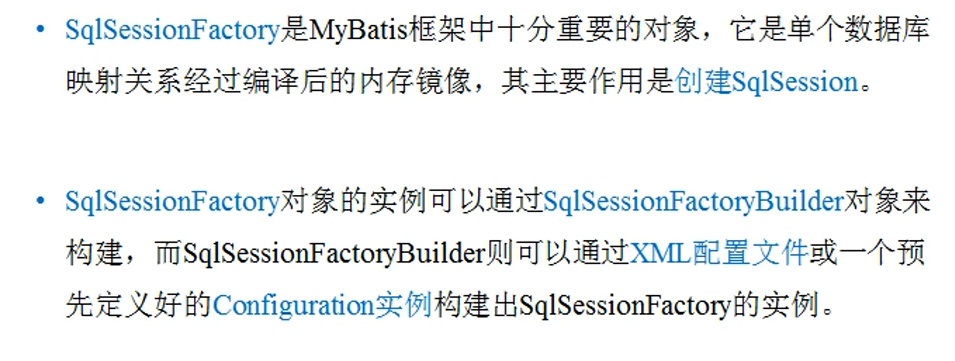 • SqlSessionFactory是MyBatis框架中十分重要的对象，它是单个数据库
映射关系经过编译后的内存镜像，其主要作用是创建SqlSession。
• SqlSessionFactory对象的实例可以通过SqlSessionFactoryBuilder对象来
构建，而SqlSessionFactoryBuilder则可以通过XML配置文件或一个预
先定义好的Configuration实例构建出SqlSessionFactory的实例。